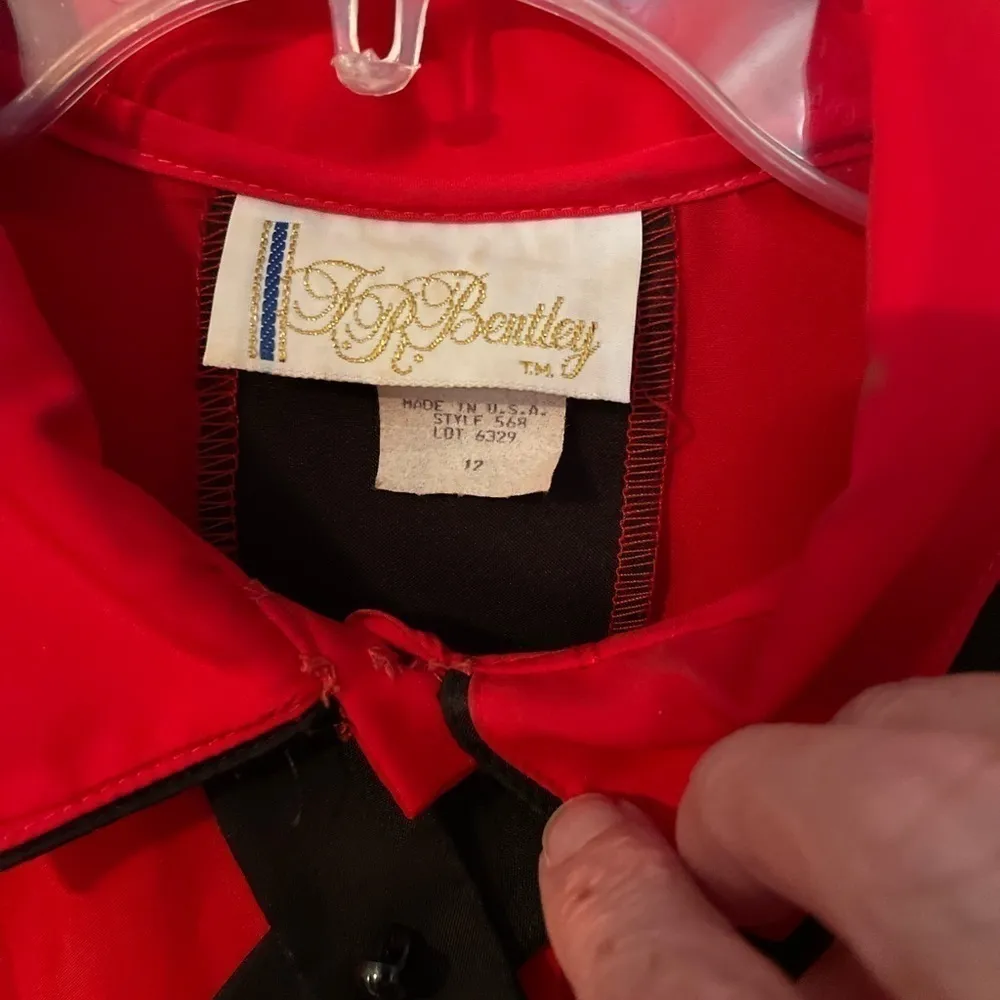 J.R. Bentley
T.M.
MADE IN U.S.A.
STYLE 568
LOT 6329
12